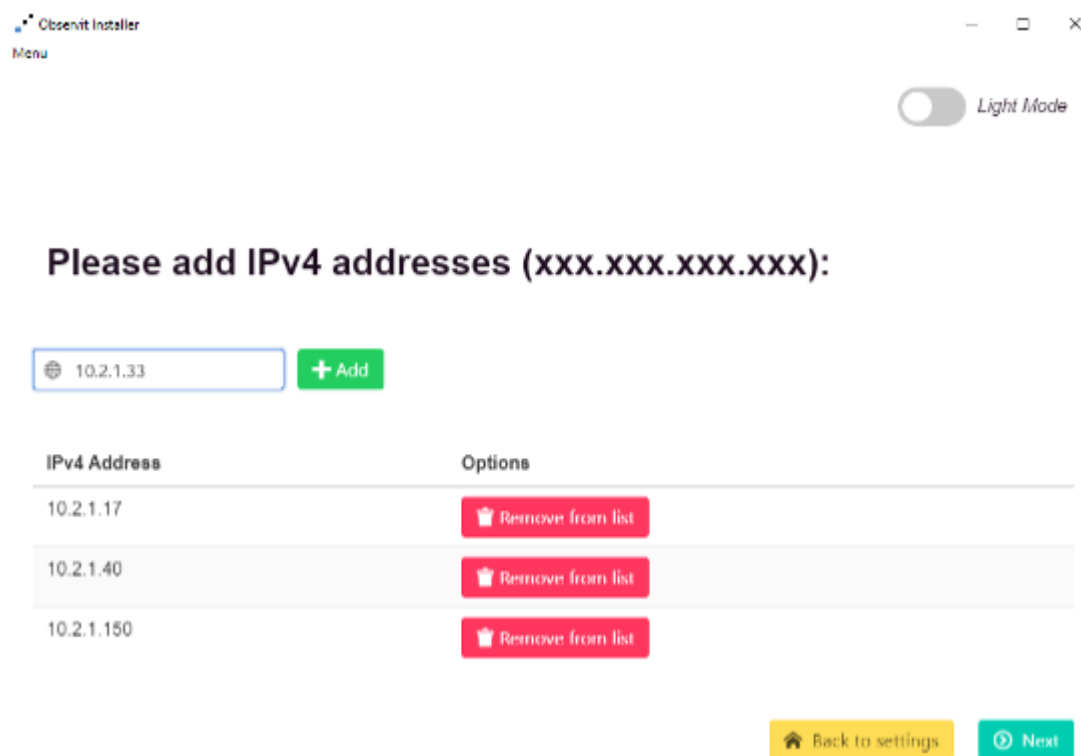 Observit Installer
Menu
Light Mode
Please add IPv4 addresses (xxx.xxx.xxx.xxx):
10.2.1.33 Add
IPv4 Address Options
10.2.1.17 Remove from list
10.2.1.40 Remove from list
10.2.1.150 Remove from list
Back to settings Next